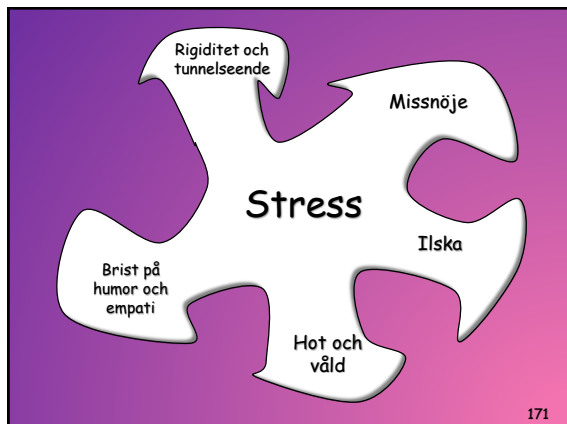 Rigiditet och
tunnelseende
Missnöje
Stress
Ilska
Brist på
humor och
empati
Hot och
våld
171